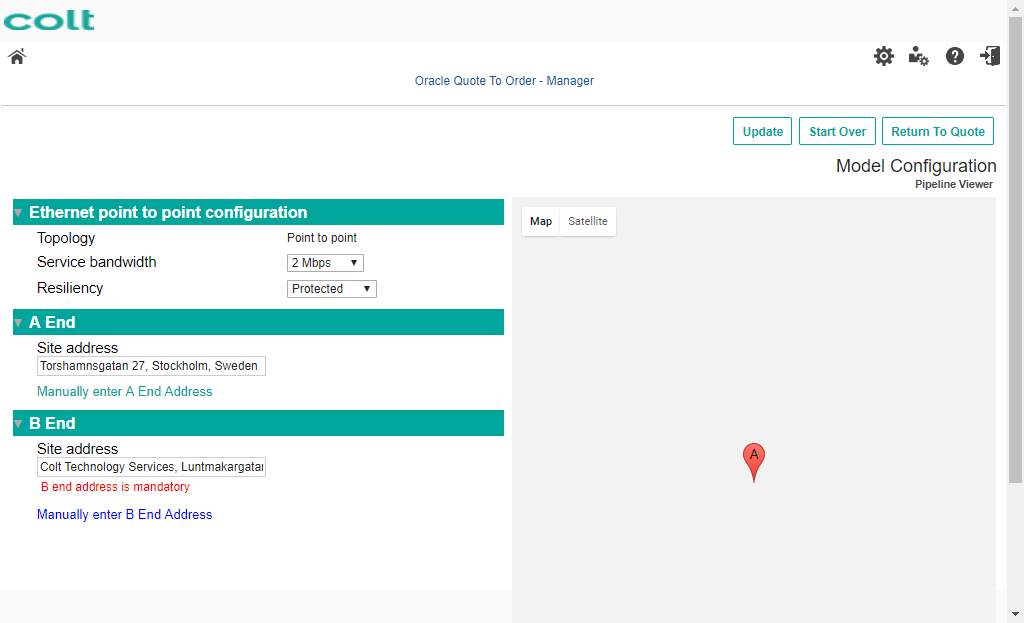 colt
Oracle Quote To Order - Manager
Update
Start Over
Return To Quote
Model Configuration
Pipeline Viewer
Ethernet point to point configuration
Topology
Point to point
Service bandwidth
2 Mbps
Resiliency
Protected
A End
Site address
Torshamnsgatan 27, Stockholm, Sweden
Manually enter A End Address
B End
Site address
Colt Technology Services, Luntmakargatan
B end address is mandatory
Manually enter B End Address
Map
Satellite
A